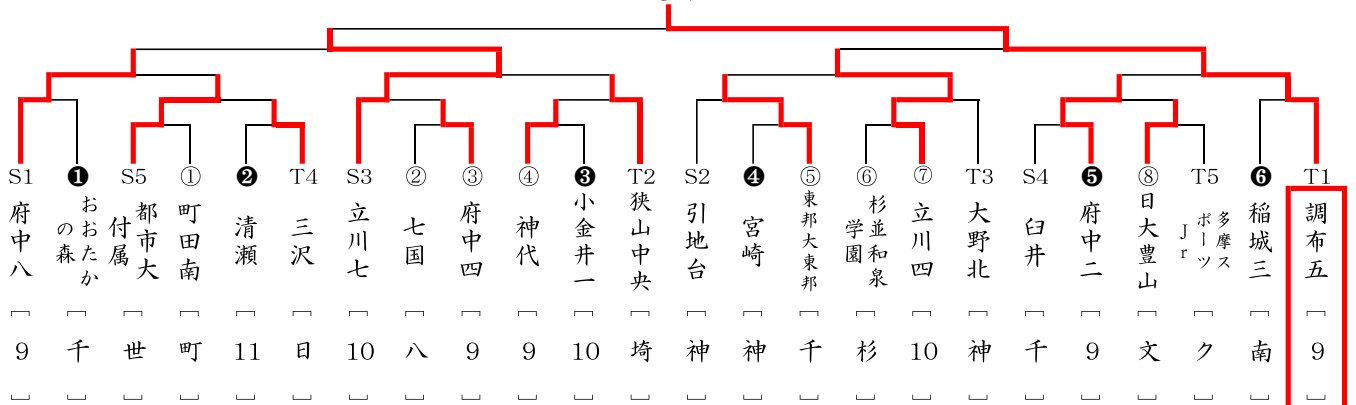 S1 ❶ S5 ① ❷ T4 S3 ② ③ ④ ❸ T2 S2 ❹ ⑤ ⑥ ⑦ T3 S4 ❺ ⑧ T5 ❻ T1
府中八
おおたか
の森
都市大
付属
町田南
清瀬
三沢
立川七
七国
府中四
神代
小金井一
狭山中央
引地台
宮崎
東邦大東邦
杉並和泉
学園
立川四
大野北
臼井
府中二
日大豊山
多摩ス
ポーツ
Jr
稲城三
調布五
[9] [千] [世] [町] [11] [日] [10] [八] [9] [9] [10] [埼] [神] [神] [千] [杉] [10] [神] [千] [9] [文] [ク] [南] [9]